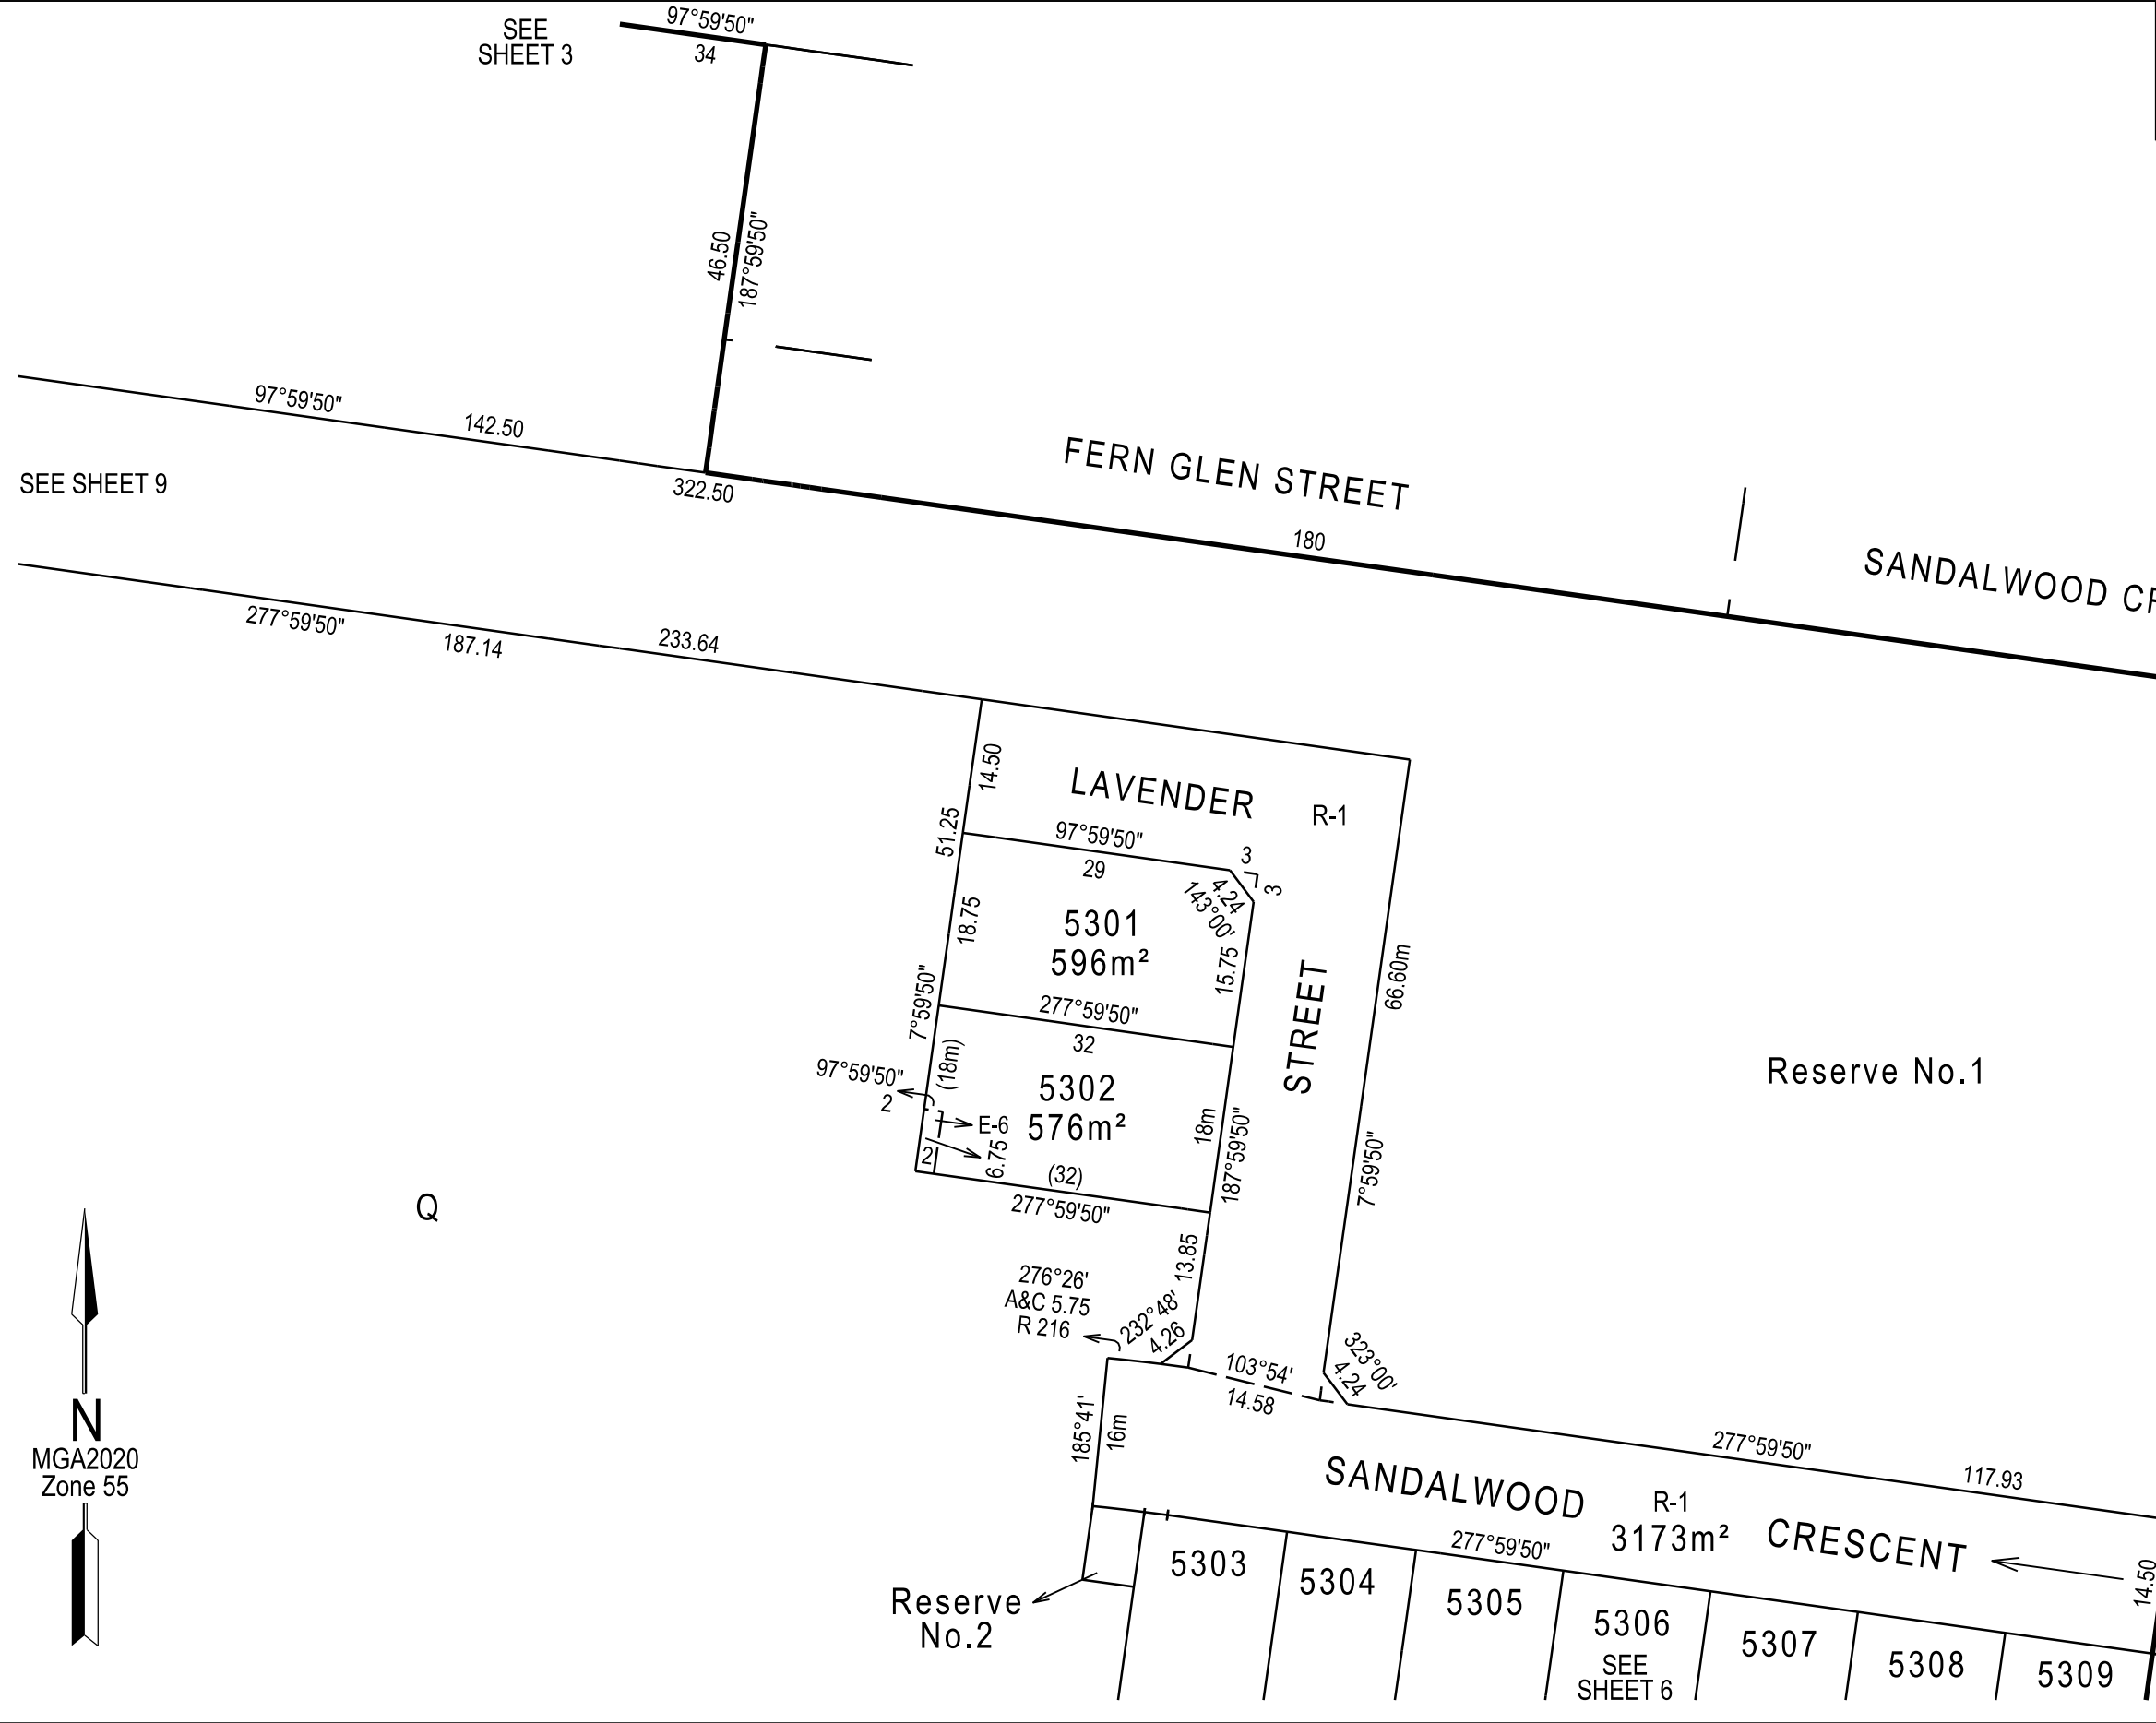 97°59'50"
SEE
SHEET 3
34
46.50
187°59'50"
97°59'50"
142.50
FERN GLEN STREET
SEE SHEET 9
322.50
180
SANDALWOOD CR
277°59'50"
187.14
233.64
14.50
LAVENDER
R-1
51.25
97°59'50"
29
3
3
4.24
143°00'
18.75
5301
596m²
15.75
66.60m
7°59'50"
277°59'50"
32
STREET
Reserve No.1
97°59'50"
2
(18m)
5302
576m²
E-6
6.75
2
18m
187°59'50"
7°59'50"
(32)
277°59'50"
Q
13.85
276°26'
A&C 5.75
R 216
232°48'
4.26
103°54'
14.58
323°00'
4.24
N
MGA2020
Zone 55
185°41'
16m
277°59'50"
117.93
SANDALWOOD
R-1
3173m²
CRESCENT
277°59'50"
14.50
5303
5304
5305
5306
SEE
SHEET 6
5307
5308
5309
Reserve
No.2